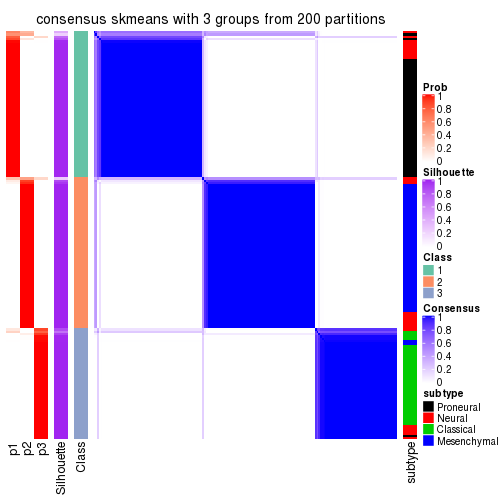 consensus skmeans with 3 groups from 200 partitions
Prob
1
0.8
0.6
0.4
0.2
0
Silhouette
1
0.8
0.6
0.4
0.2
0
Class
1
2
3
Consensus
1
0.8
0.6
0.4
0.2
0
subtype
Proneural
Neural
Classical
Mesenchymal
p1
p2
p3
Silhouette
Class
subtype